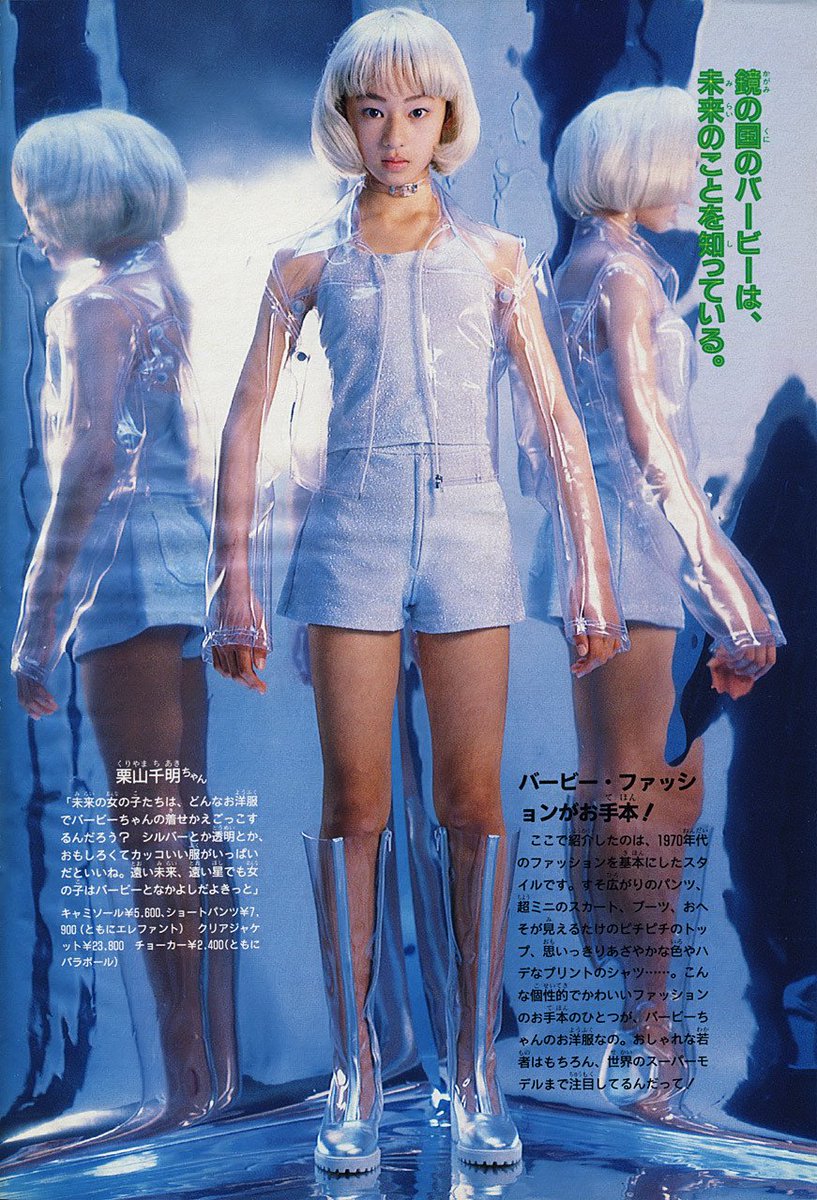 鏡の国のバービーは、
未来のことを知っている。
栗山千明ちゃん
「未来の女の子たちは、どんなお洋服
でバービーちゃんの着せかえごっこす
るんだろう? シルバーとか透明とか、
おもしろくてカッコいい服がいっぱい
だといいね。遠い未来、遠い星でも女
の子はバービーとなかよしだよきっと」
キャミソール¥5,600、ショートパンツ¥7,
900(ともにエレファント) クリアジャケ
ット¥23,800 チョーカー¥2,400(ともに
パラボール)
バービー・ファッシ
ョンがお手本!
ここで紹介したのは、1970年代
のファッションを基本にしたスタ
イルです。すそ広がりのパンツ、
超ミニのスカート、ブーツ、おへ
そが見えるたけのピチピチのトッ
プ、思いっきりあざやかな色やハ
デなプリントのシャツ……。こん
な個性的でかわいいファッション
のお手本のひとつが、バービーち
ゃんのお洋服なの。おしゃれな若
者はもちろん、世界のスーパーモ
デルまで注目してるんだって!